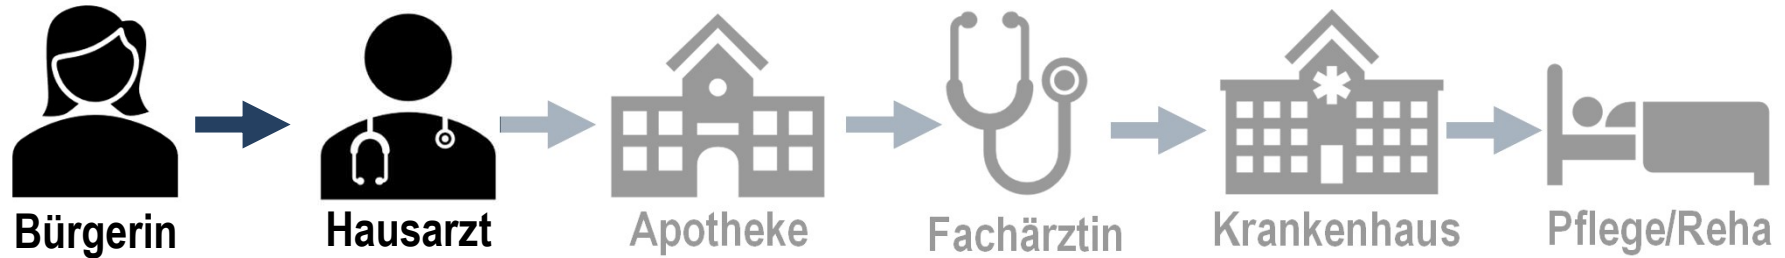 Bürgerin
Hausarzt
Apotheke
Fachärztin
Krankenhaus
Pflege/Reha